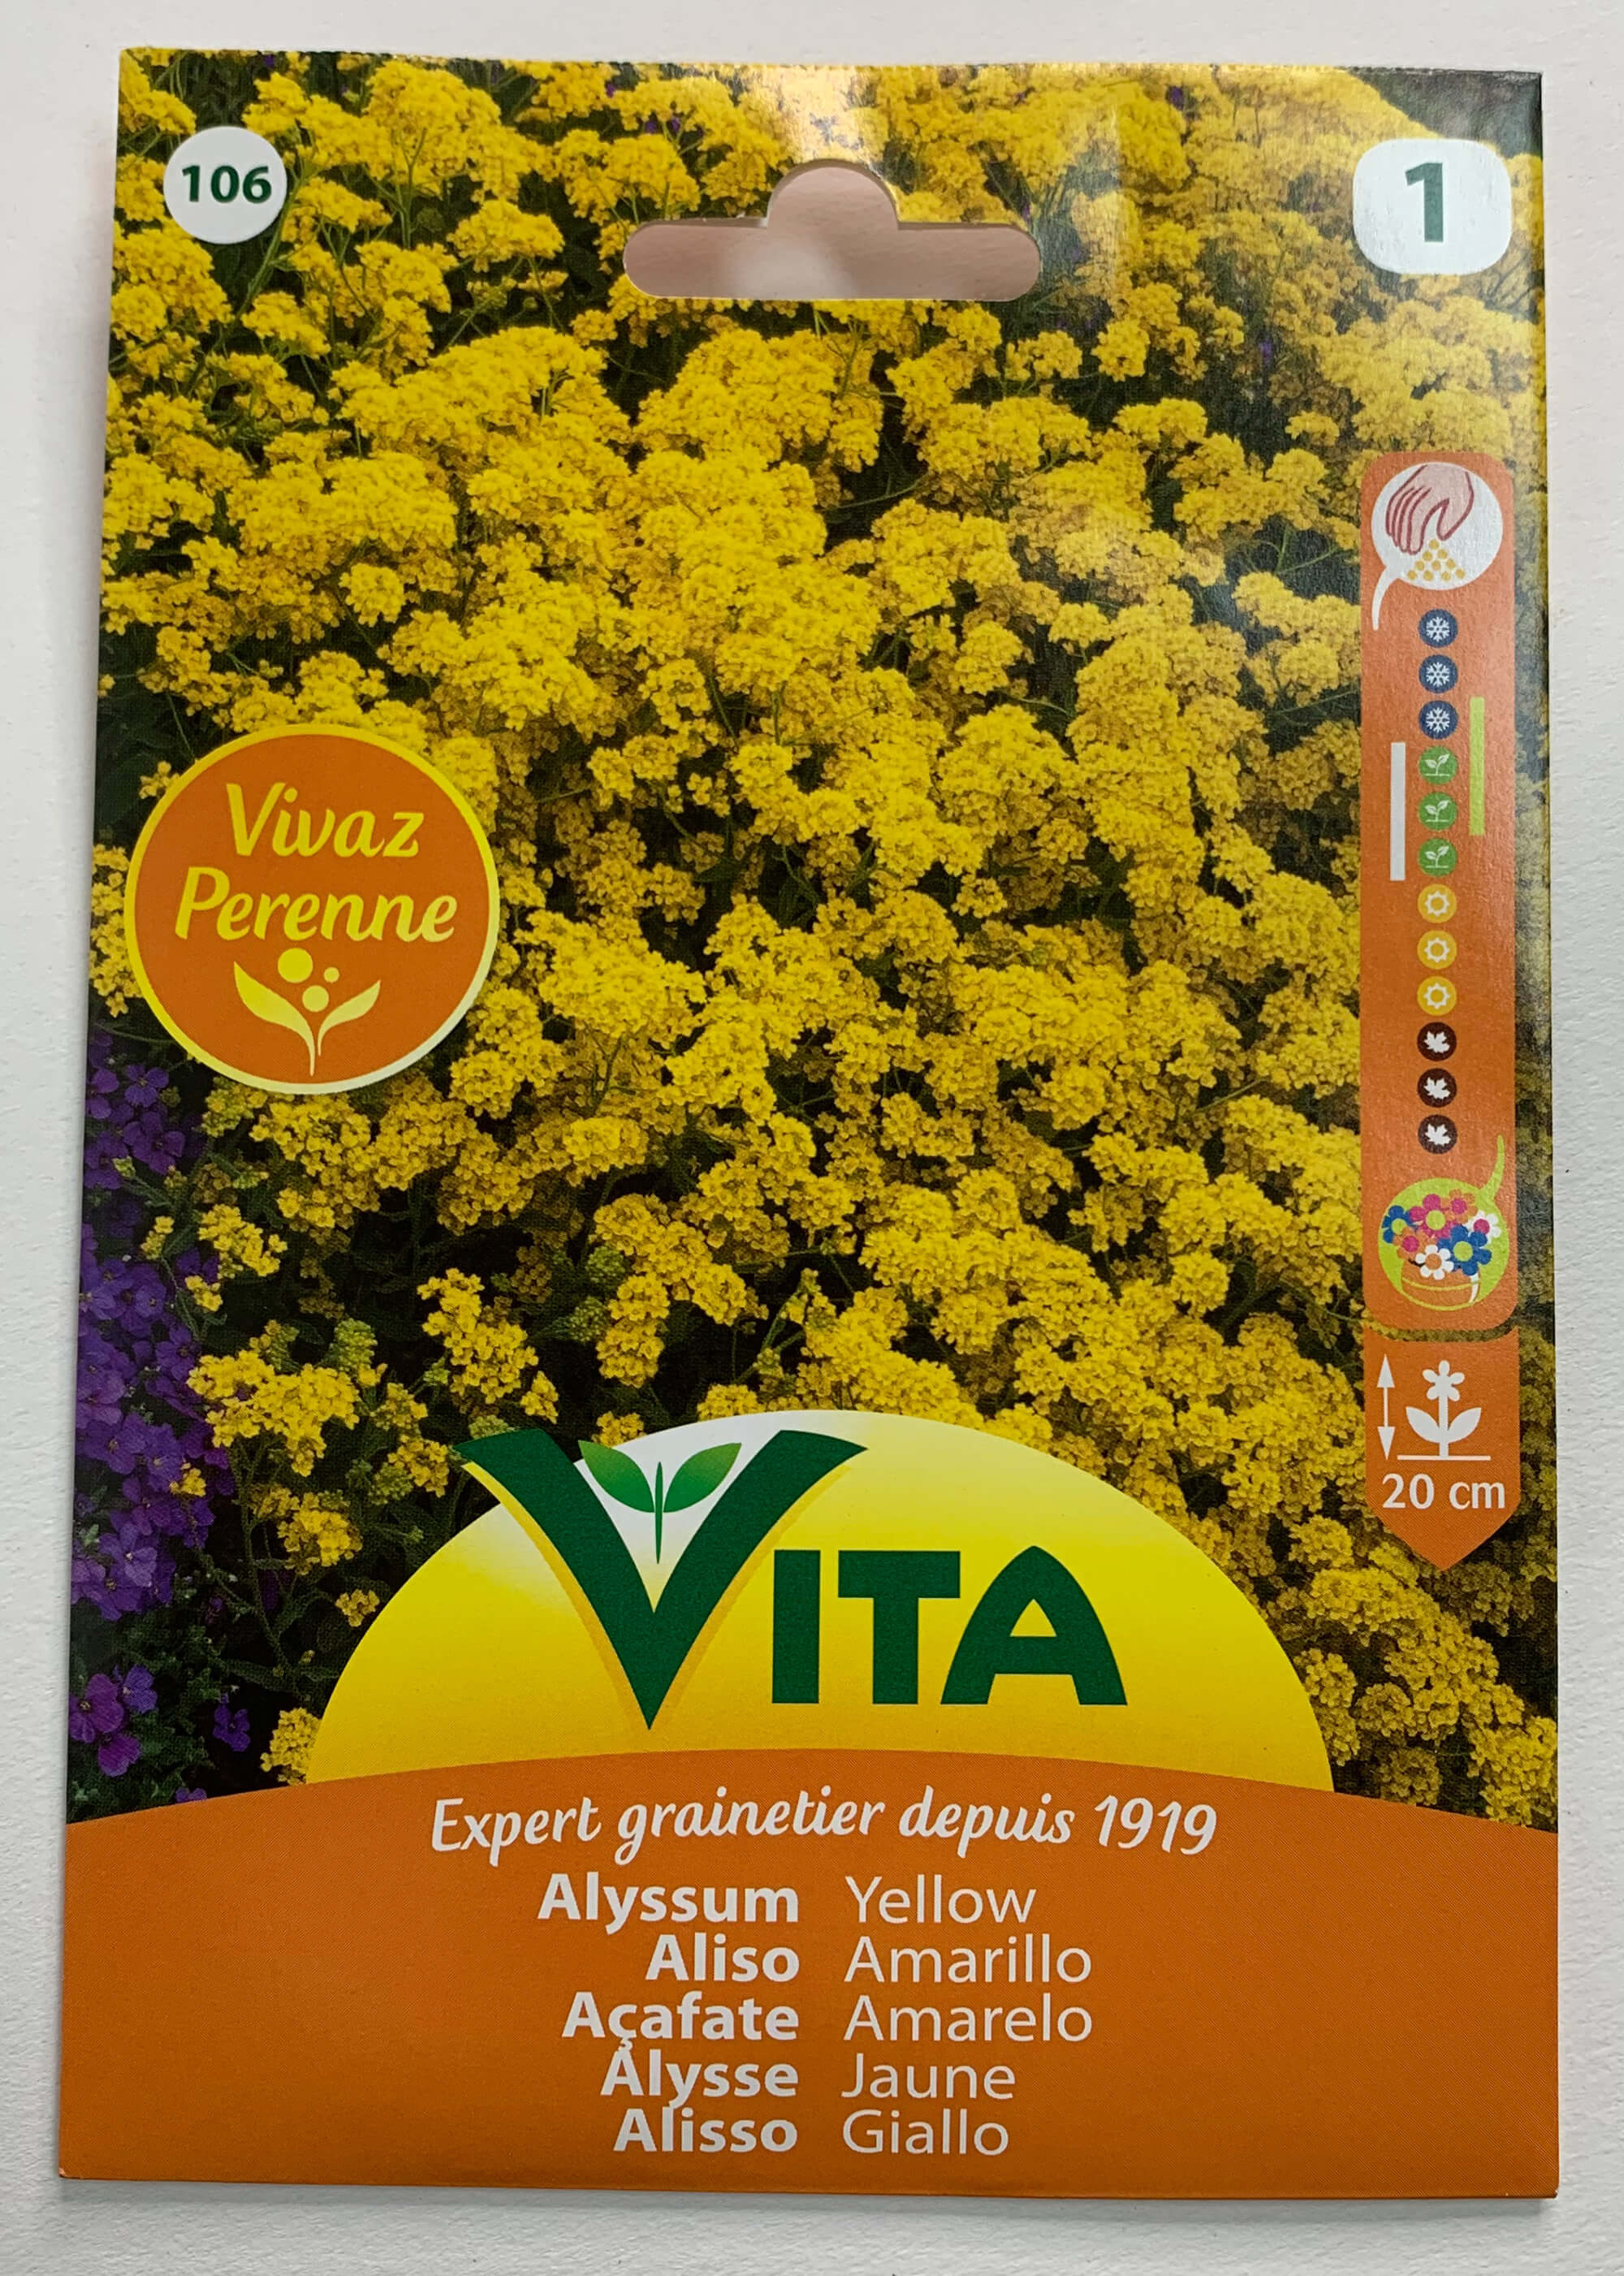 106
1
Vivaz
Perenne
20 cm
VITA
Expert grainetier depuis 1919
Alyssum Yellow
Aliso Amarillo
Açafate Amarelo
Alysse Jaune
Alisso Giallo